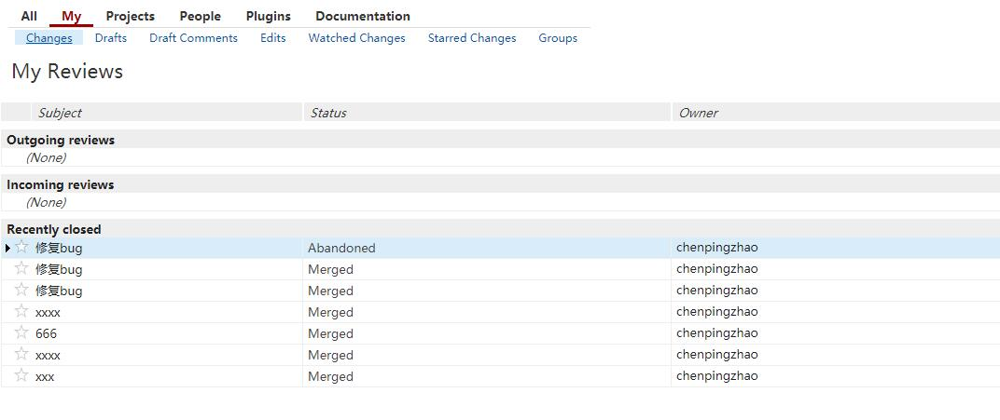 All My Projects People Plugins Documentation
Changes Drafts Draft Comments Edits Watched Changes Starred Changes Groups
My Reviews
Subject Status Owner
Outgoing reviews
(None)
Incoming reviews
(None)
Recently closed
修复bug Abandoned chenpingzhao
修复bug Merged chenpingzhao
修复bug Merged chenpingzhao
xxxx Merged chenpingzhao
666 Merged chenpingzhao
xxxx Merged chenpingzhao
xxx Merged chenpingzhao